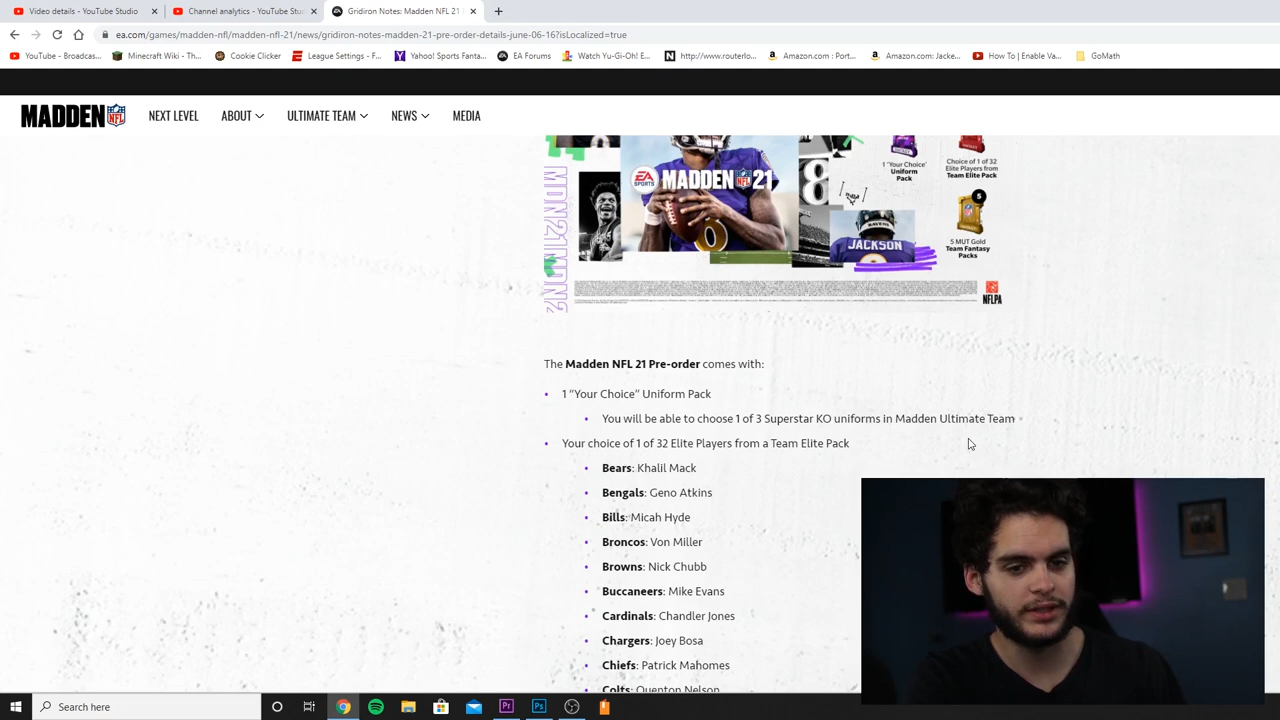 Video details - YouTube Studio
Channel analytics - YouTube Stu
Gridiron Notes: Madden NFL 21
ea.com/games/madden-nfl/madden-nfl-21/news/gridiron-notes-madden-21-pre-order-details-june-06-16?isLocalized=true
YouTube - Broadcas... Minecraft Wiki - Th... Cookie Clicker League Settings - F... Yahoo! Sports Fanta... EA Forums Watch Yu-Gi-Oh! E... http://www.routerlo... Amazon.com : Port... Amazon.com: Jacke... How To | Enable Va... GoMath
MADDEN NFL NEXT LEVEL ABOUT ULTIMATE TEAM NEWS MEDIA
1 'Your Choice'
Uniform
Pack
Choice of 1 of 32
Elite Players from
Team Elite Pack
EA SPORTS MADDEN NFL 21
8
5
RAVENS
JACKSON
5 MUT Gold
Team Fantasy
Packs
NFLPA
The Madden NFL 21 Pre-order comes with:
• 1 "Your Choice" Uniform Pack
• You will be able to choose 1 of 3 Superstar KO uniforms in Madden Ultimate Team
• Your choice of 1 of 32 Elite Players from a Team Elite Pack
• Bears: Khalil Mack
• Bengals: Geno Atkins
• Bills: Micah Hyde
• Broncos: Von Miller
• Browns: Nick Chubb
• Buccaneers: Mike Evans
• Cardinals: Chandler Jones
• Chargers: Joey Bosa
• Chiefs: Patrick Mahomes
• Colts: Quenton Nelson
Search here